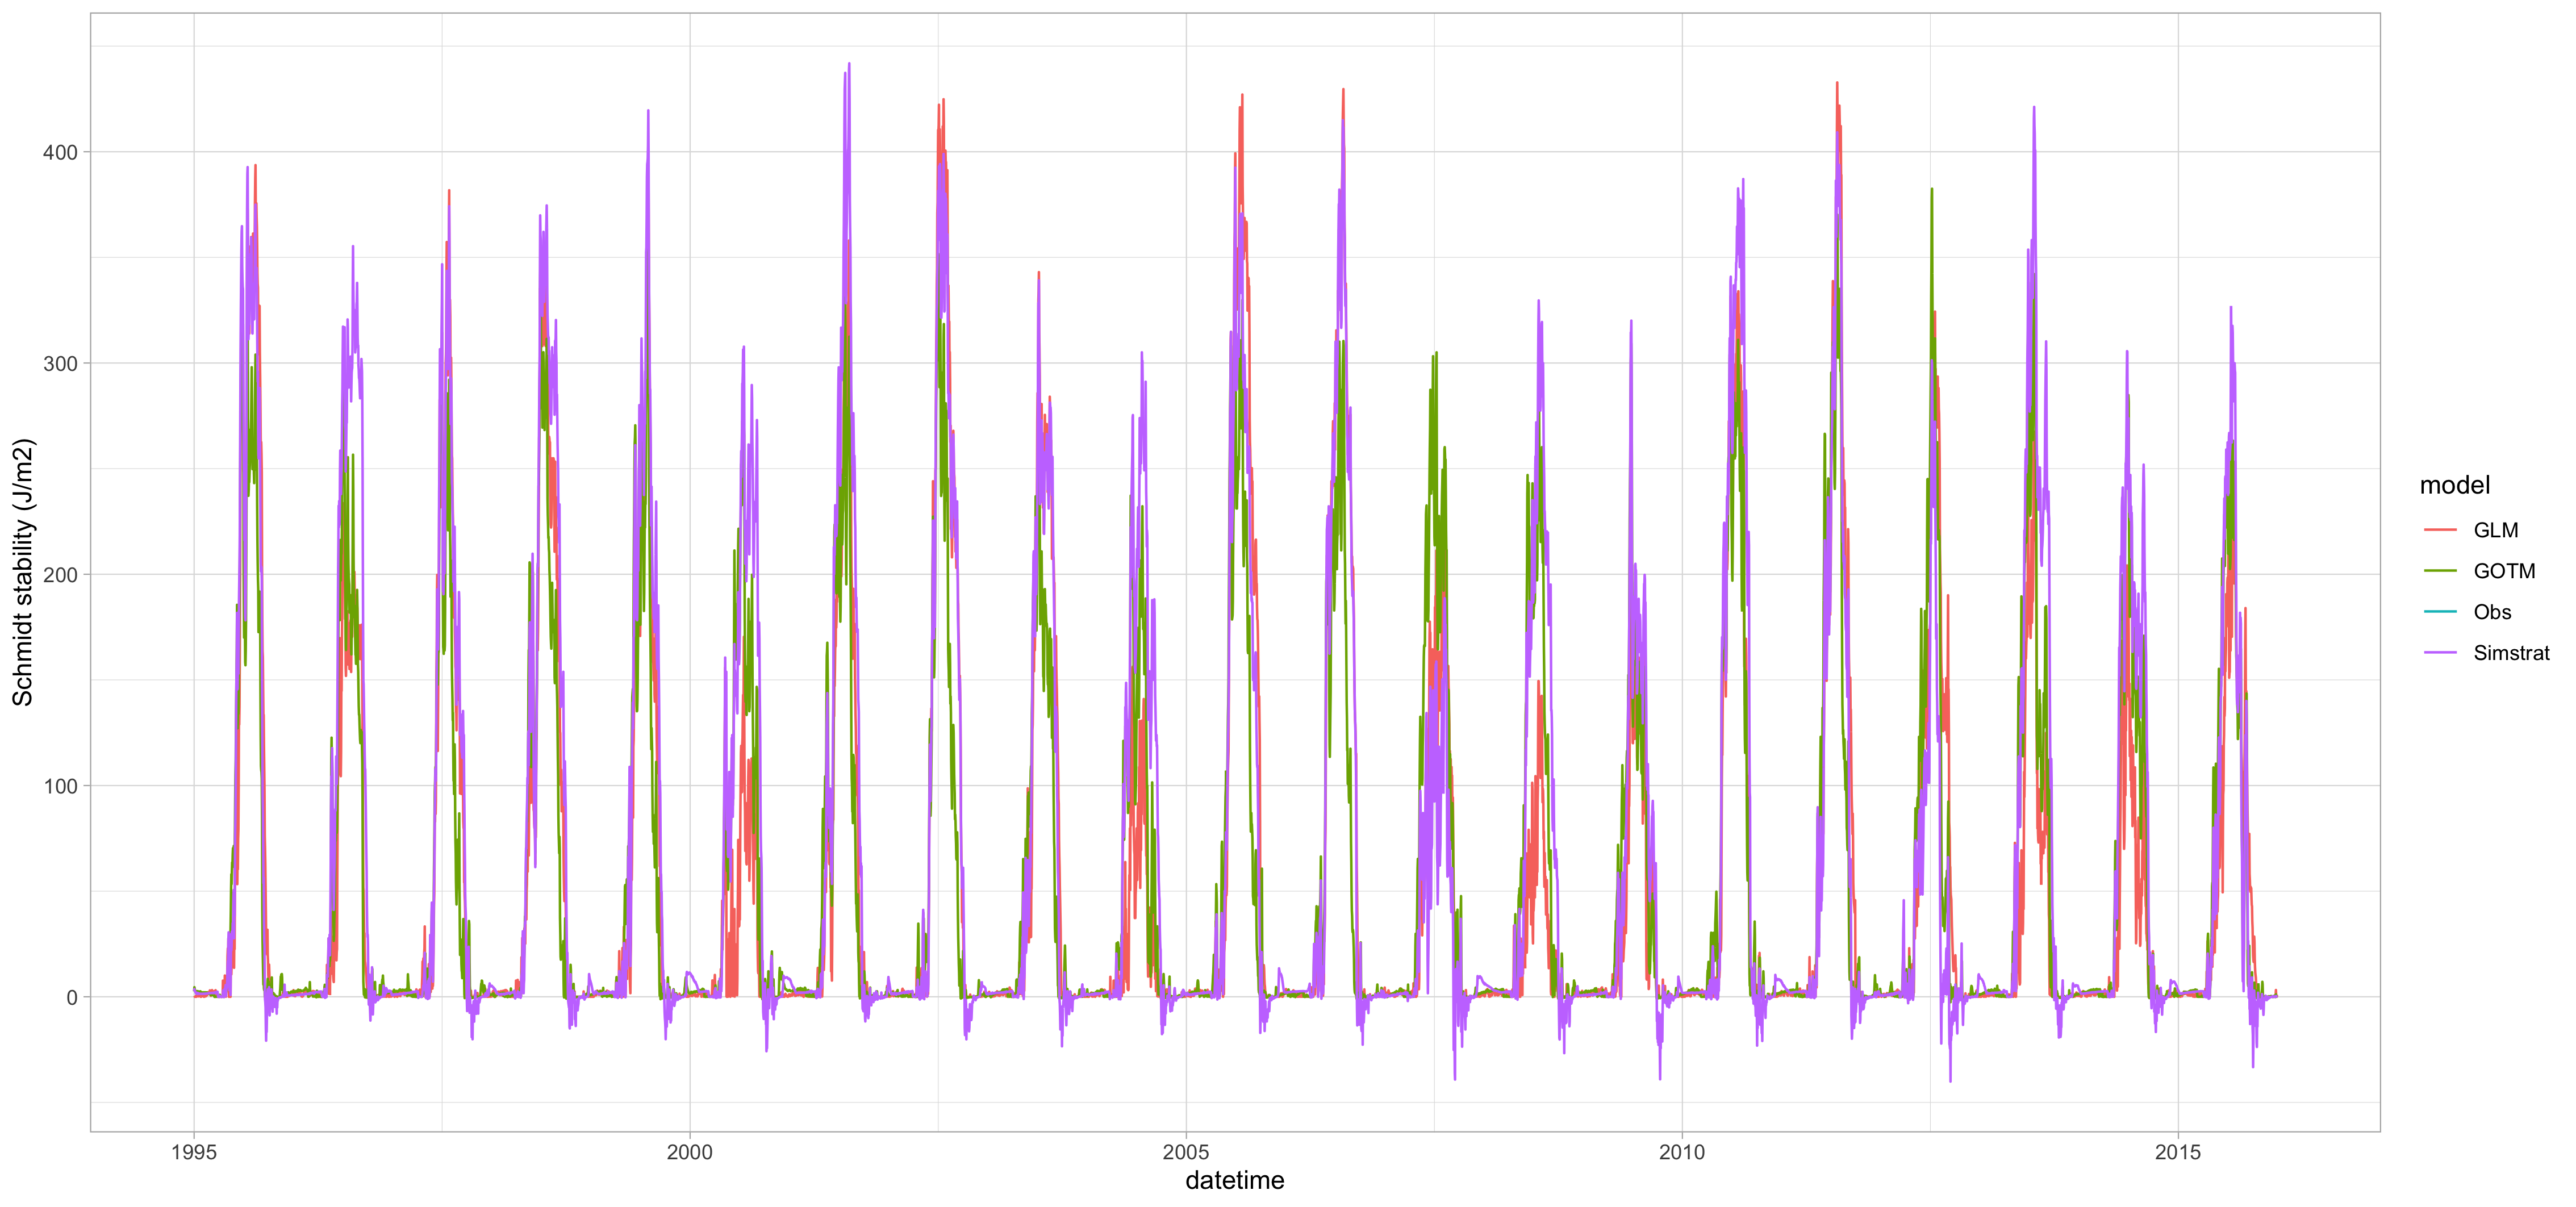 Schmidt stability (J/m2)
400
300
200
100
0
1995
2000
2005
2010
2015
datetime
model
GLM
GOTM
Obs
Simstrat